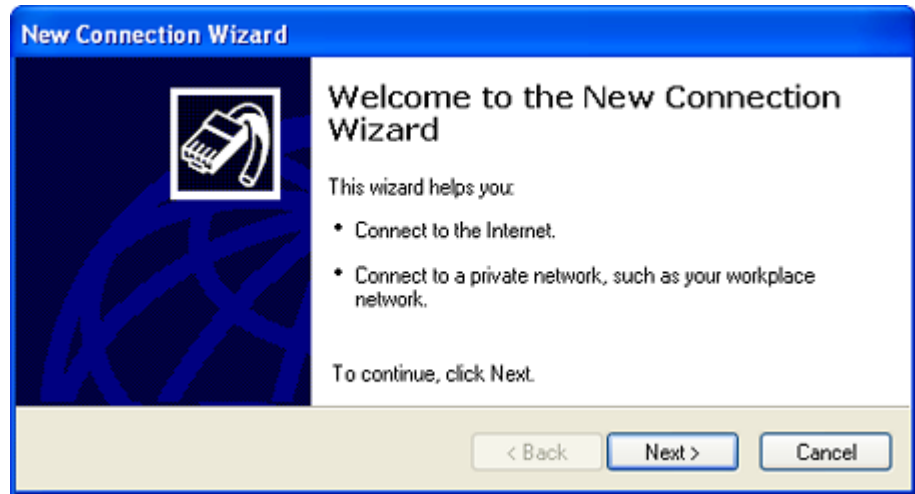 New Connection Wizard
Welcome to the New Connection
Wizard
This wizard helps you:
• Connect to the Internet.
• Connect to a private network, such as your workplace
network.
To continue, click Next.
< Back Next > Cancel